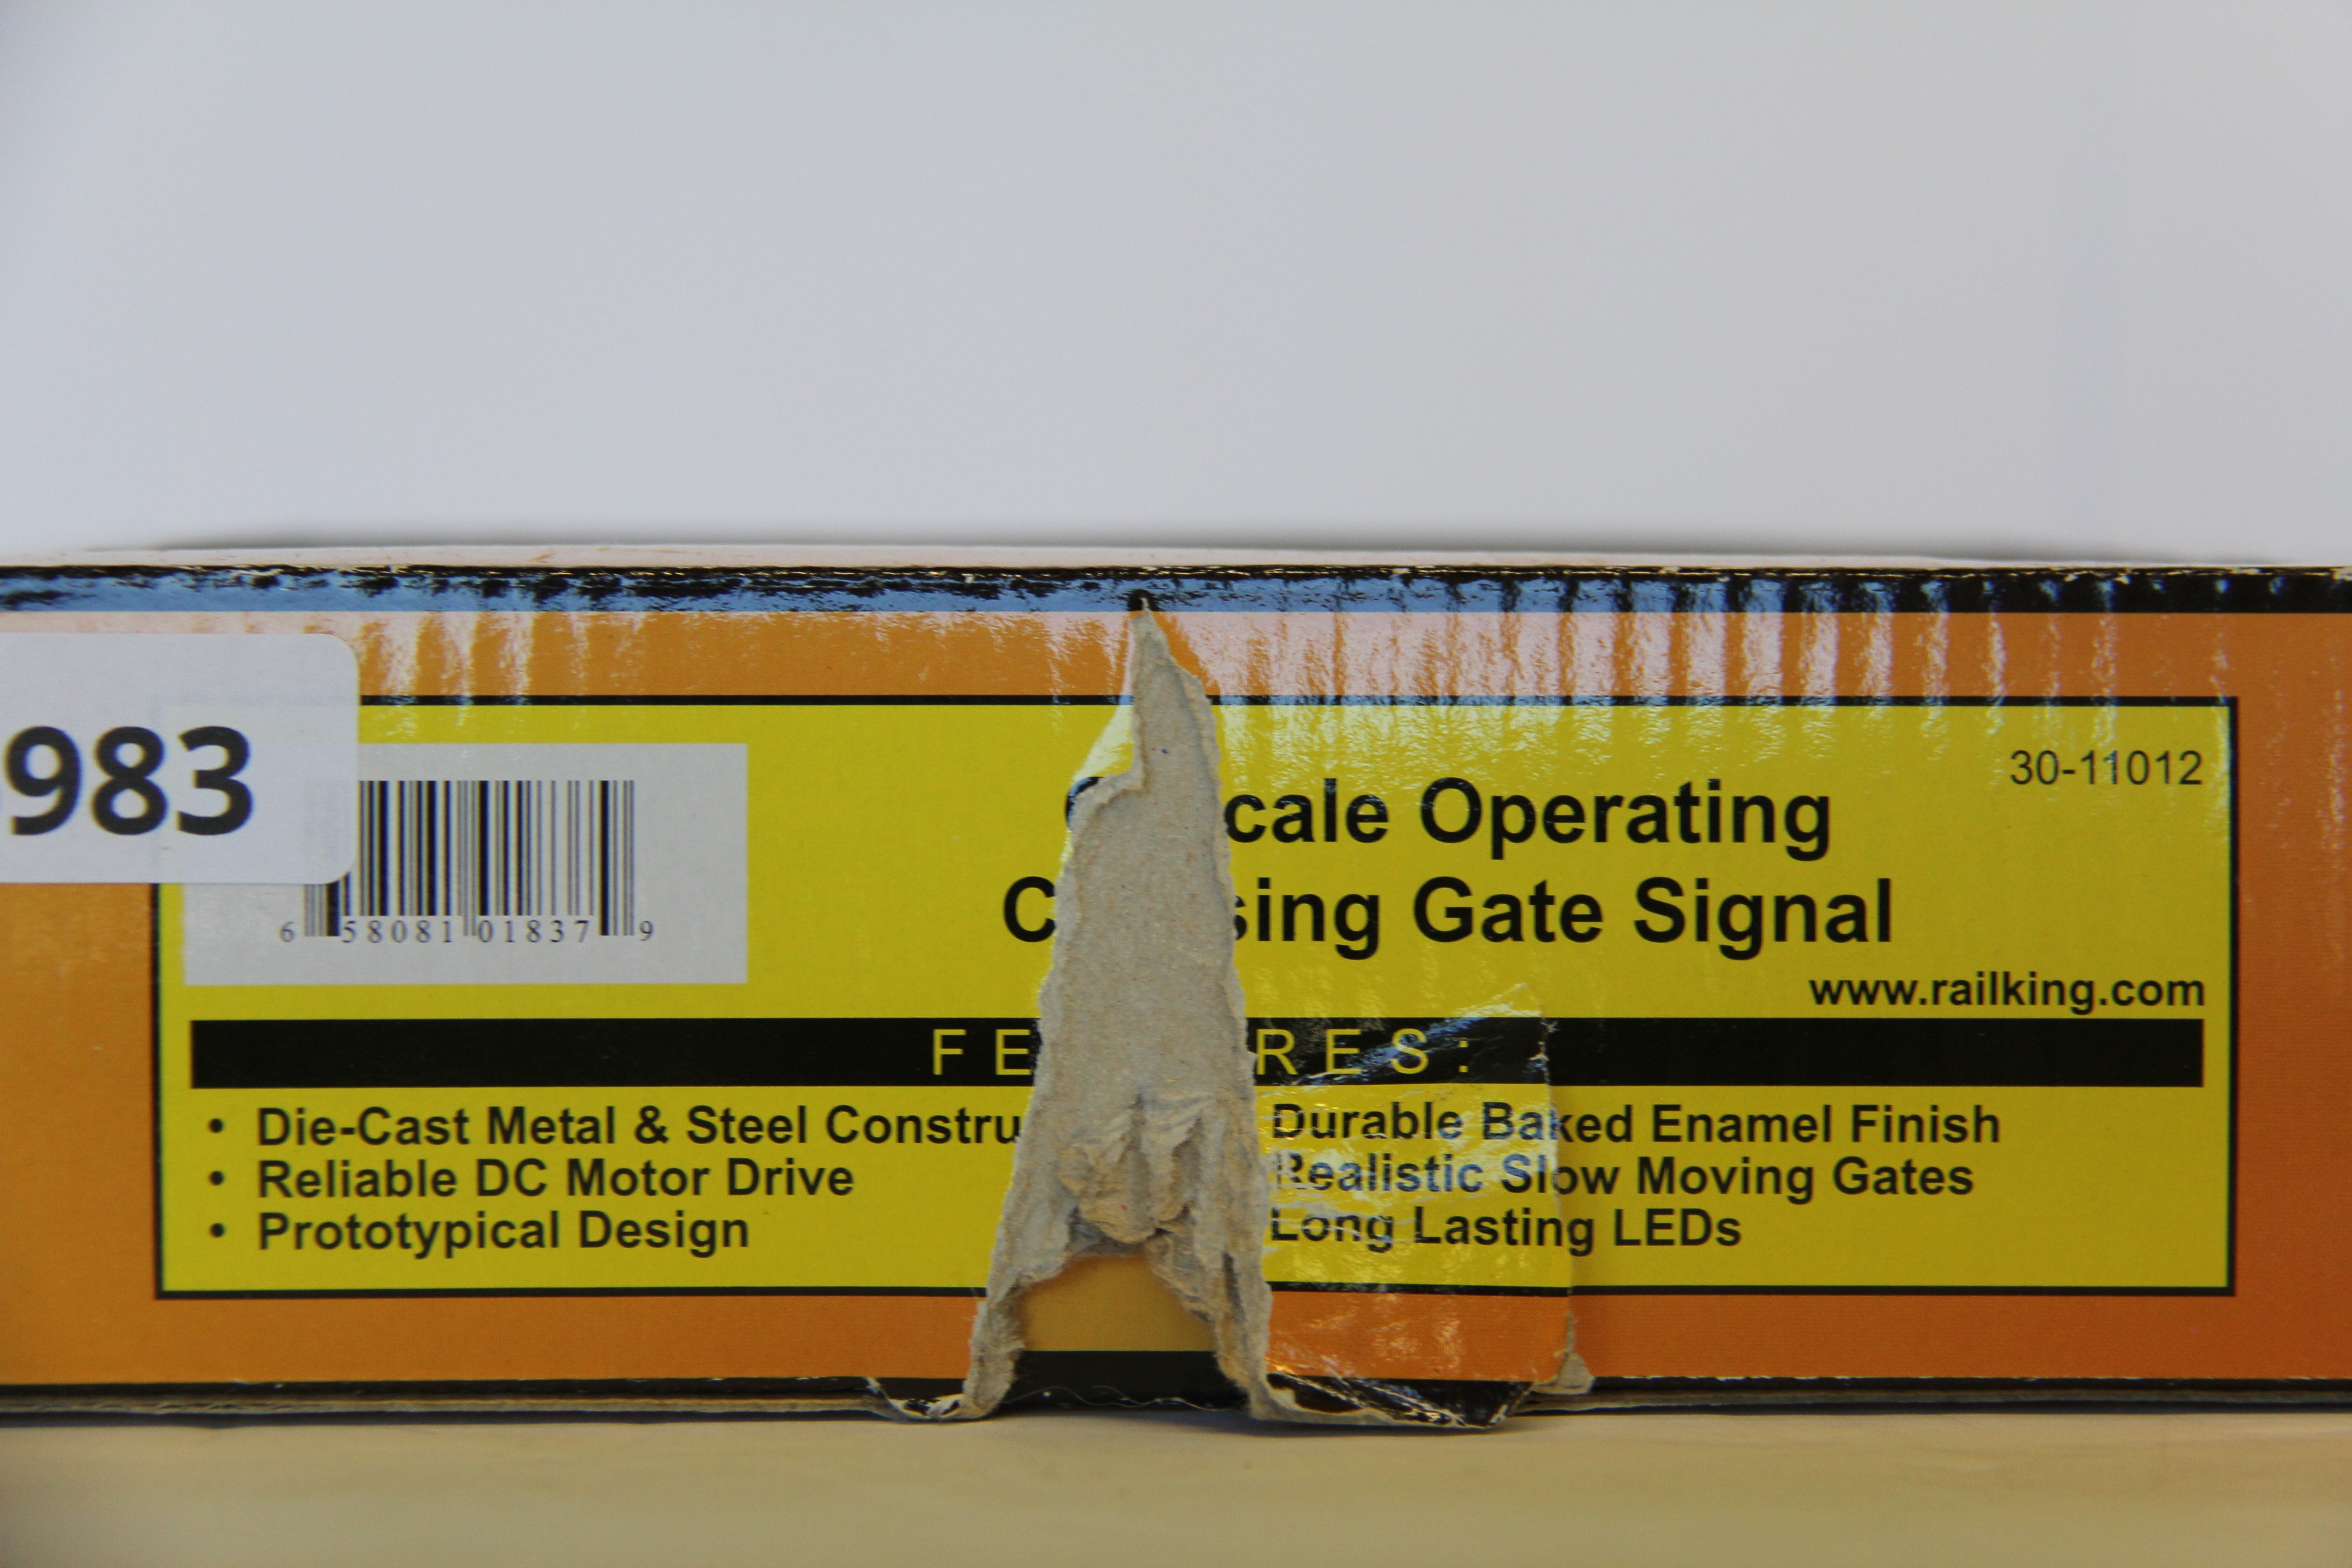 983
30-11012
cale Operating
C sing Gate Signal
6 58081 01837 9
www.railking.com
FE RES:
• Die-Cast Metal & Steel Constru
• Reliable DC Motor Drive
• Prototypical Design
Durable Baked Enamel Finish
Realistic Slow Moving Gates
Long Lasting LEDs